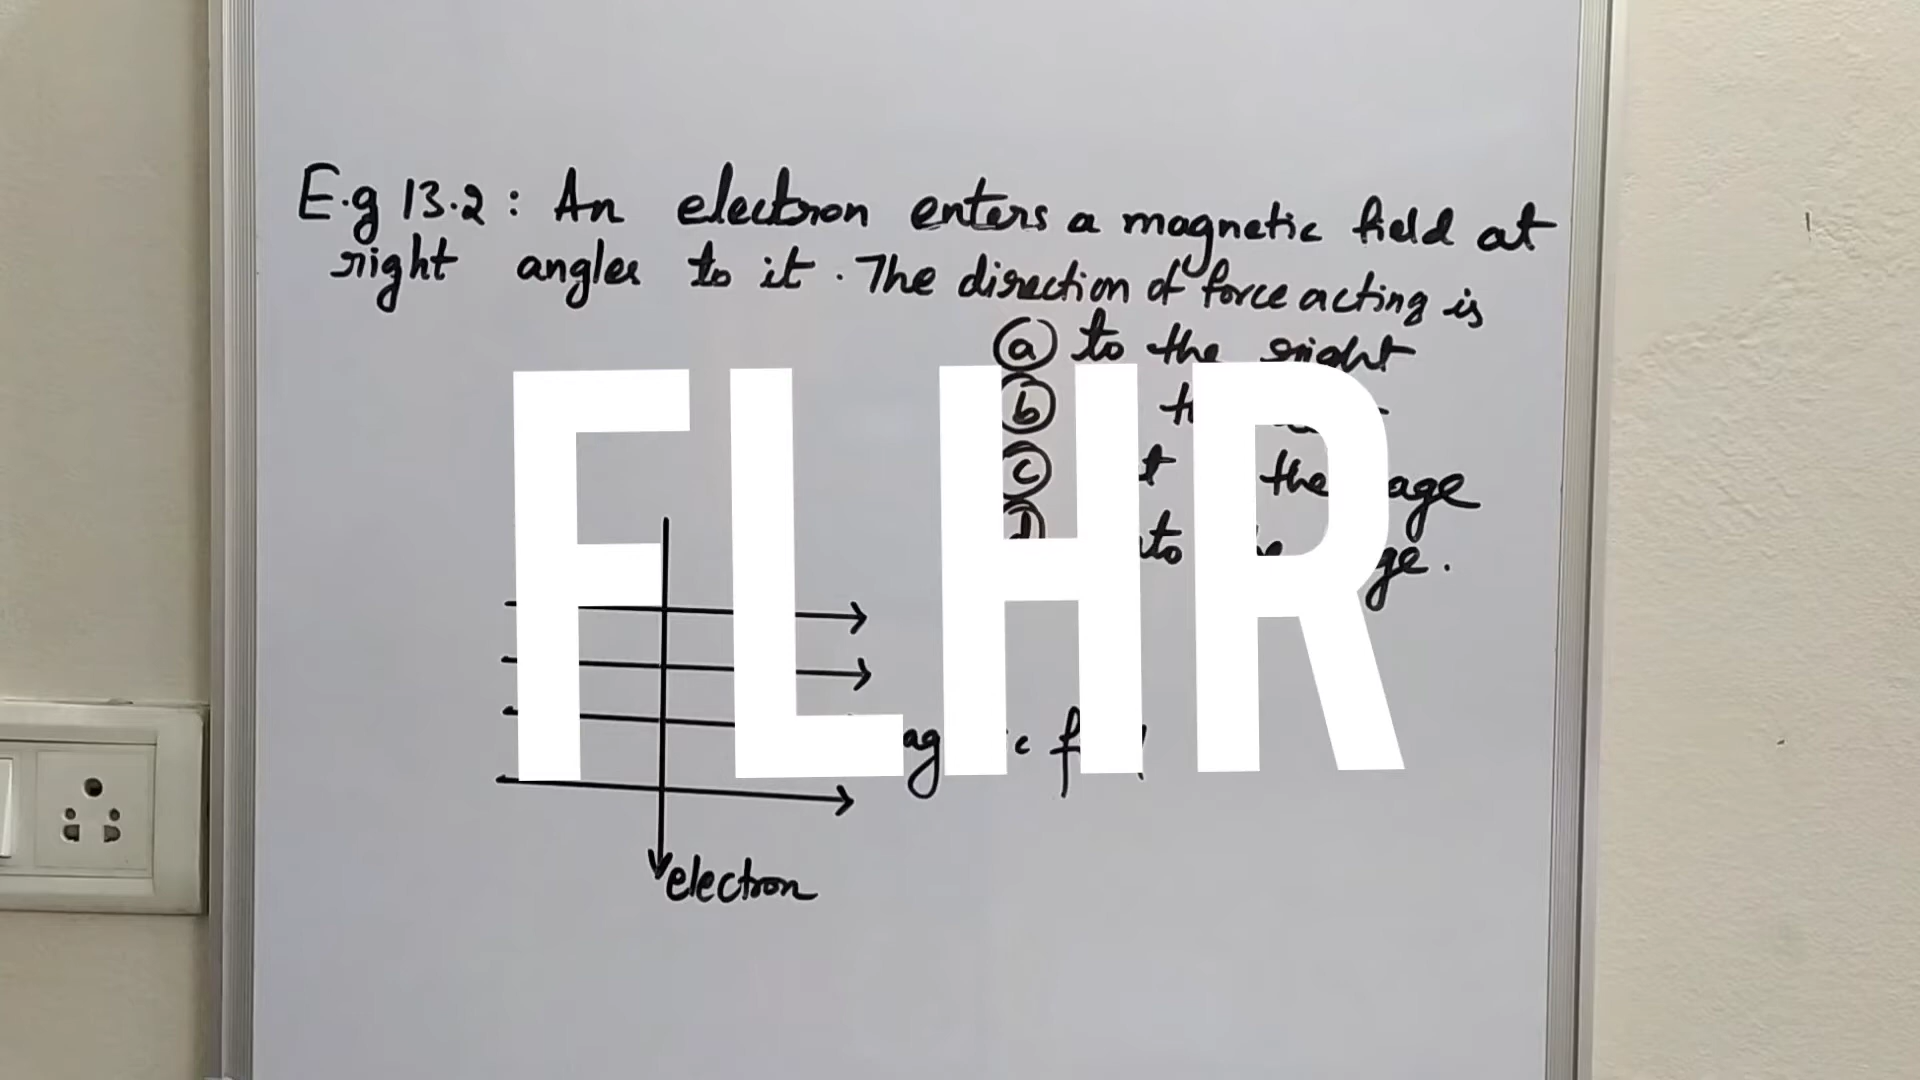 E.g 13.2 : An electron enters a magnetic field at
right angles to it. The direction of force acting is
(a) to the right
(b)
(c) the
(d)
FLHR
electron